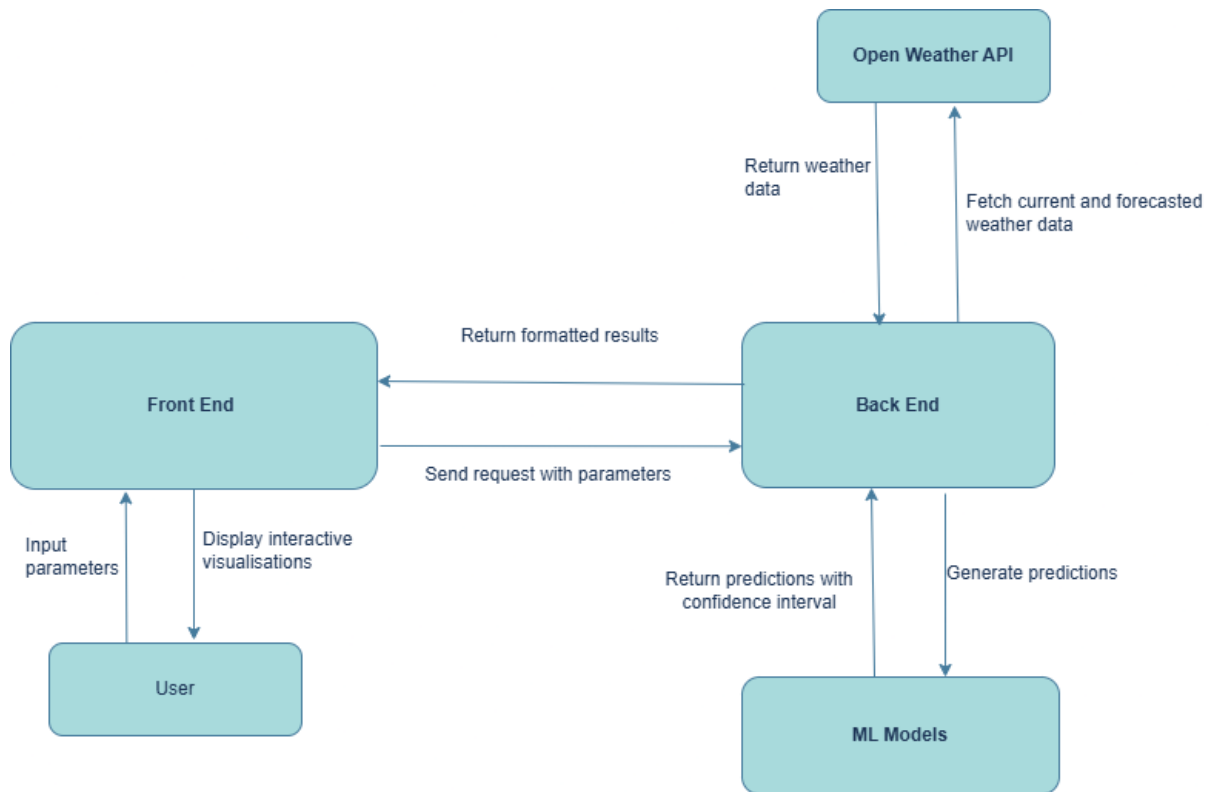 Open Weather API
Return weather
data
Fetch current and forecasted
weather data
Return formatted results
Front End
Back End
Send request with parameters
Input
parameters
Display interactive
visualisations
Return predictions with
confidence interval
Generate predictions
User
ML Models